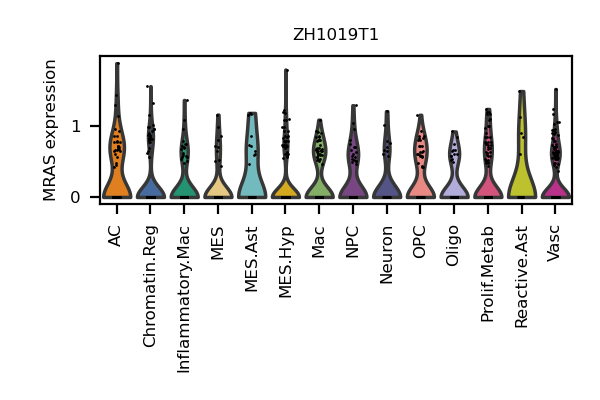 ZH1019T1
MRAS expression
1
0
AC
Chromatin.Reg
Inflammatory.Mac
MES
MES.Ast
MES.Hyp
Mac
NPC
Neuron
OPC
Oligo
Prolif.Metab
Reactive.Ast
Vasc